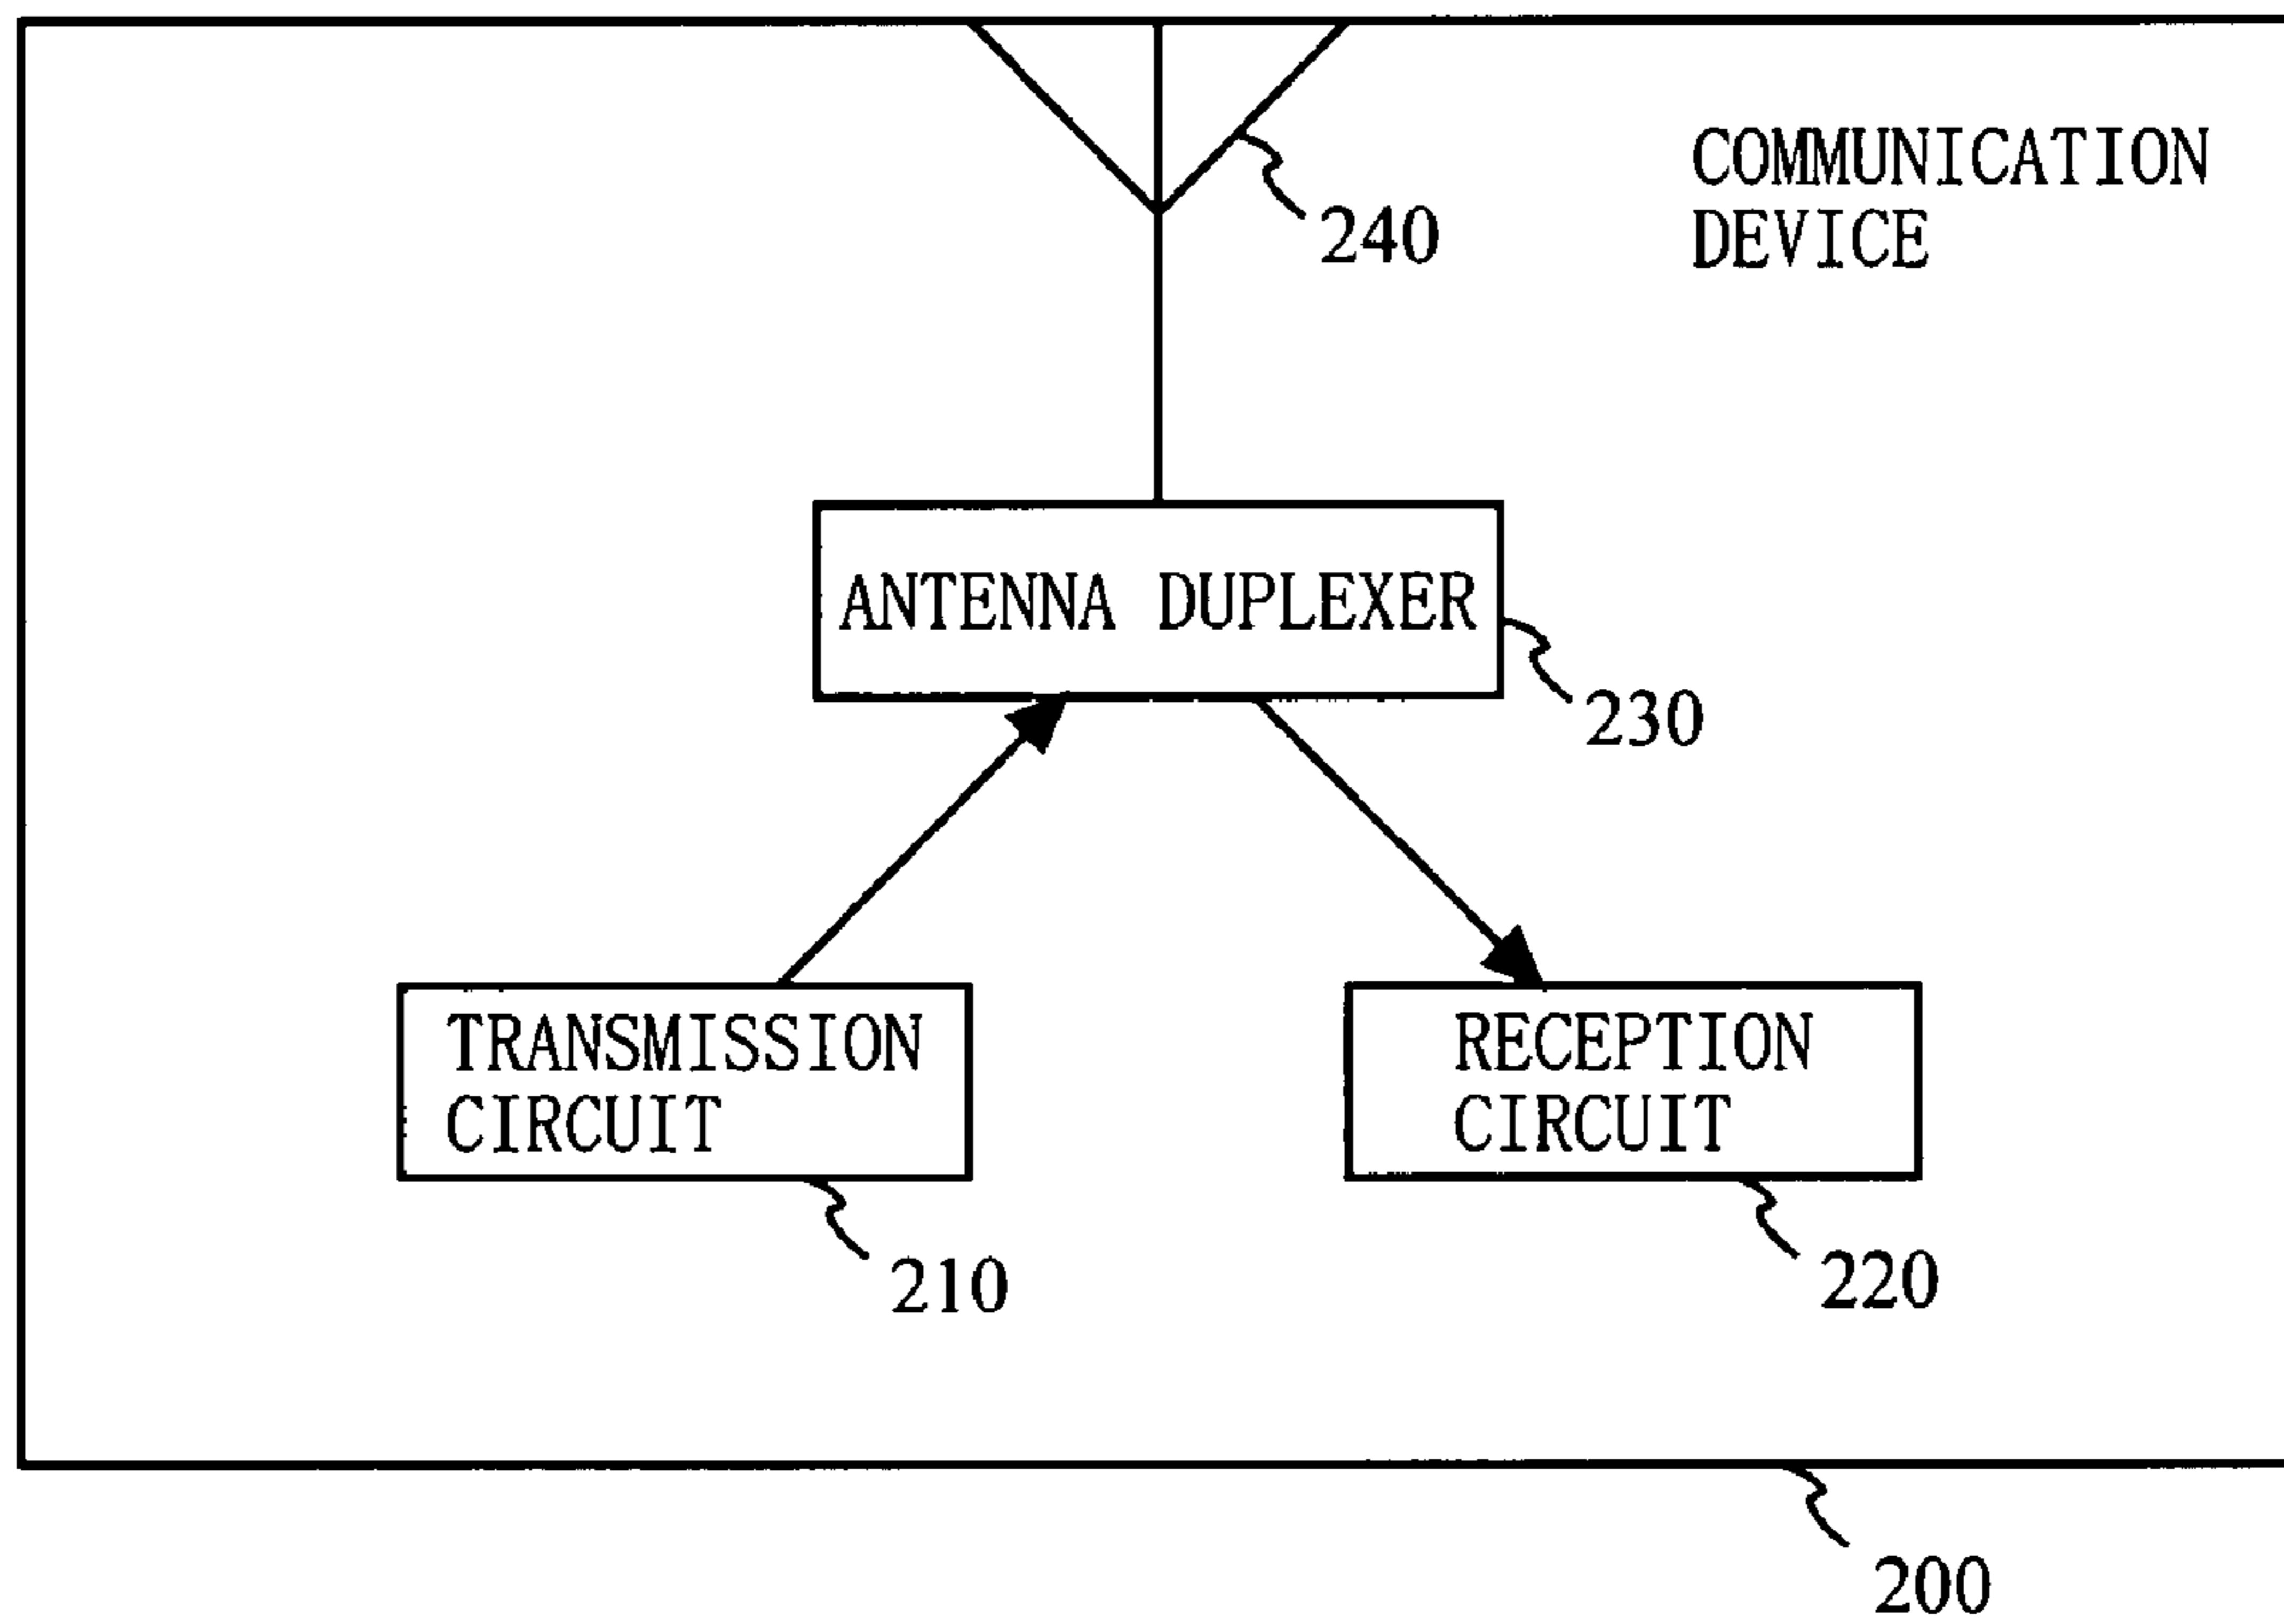 COMMUNICATION
DEVICE
240
ANTENNA DUPLEXER
230
TRANSMISSION
CIRCUIT
RECEPTION
CIRCUIT
210
220
200